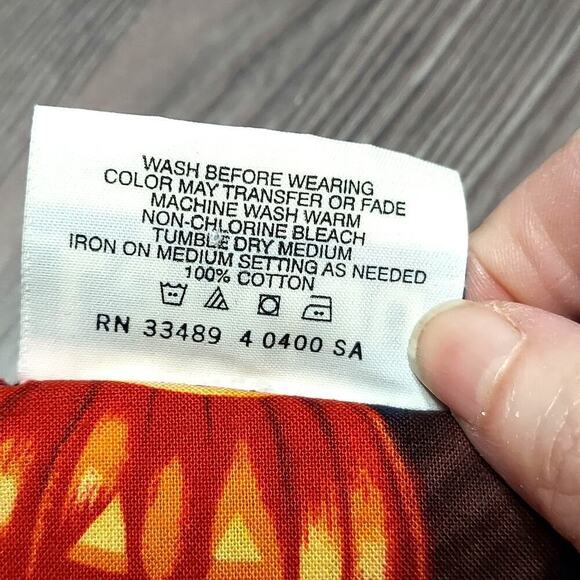 WASH BEFORE WEARING
COLOR MAY TRANSFER OR FADE
MACHINE WASH WARM
NON-CHLORINE BLEACH
TUMBLE DRY MEDIUM
IRON ON MEDIUM SETTING AS NEEDED
100% COTTON
RN 33489 4 0400 SA